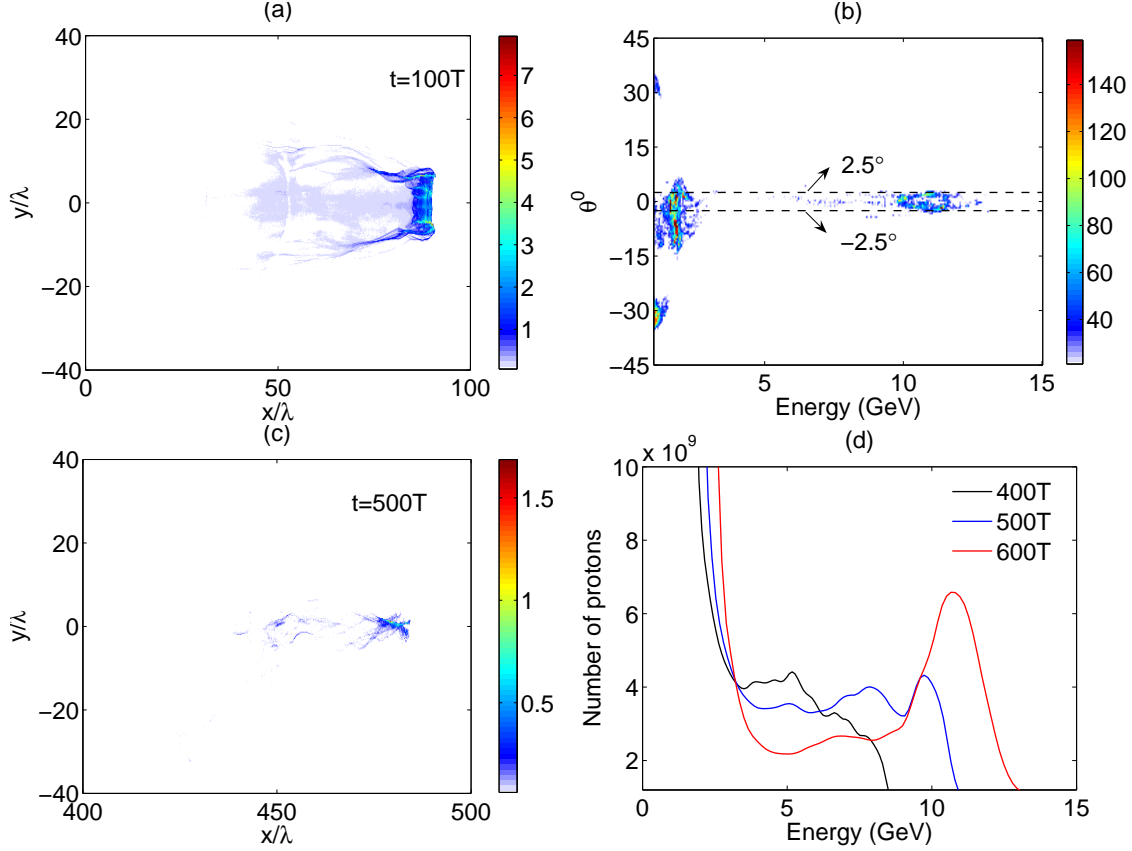 (a)
t=100T
40
20
0
−20
−40
0
50
100
y/λ
x/λ
7
6
5
4
3
2
1
(b)
45
30
15
0
−15
−30
−45
5
10
15
θ⁰
Energy (GeV)
2.5°
−2.5°
140
120
100
80
60
40
(c)
t=500T
40
20
0
−20
−40
400
450
500
y/λ
x/λ
1.5
1
0.5
(d)
x 10⁹
10
8
6
4
2
0
5
10
15
Number of protons
Energy (GeV)
400T
500T
600T